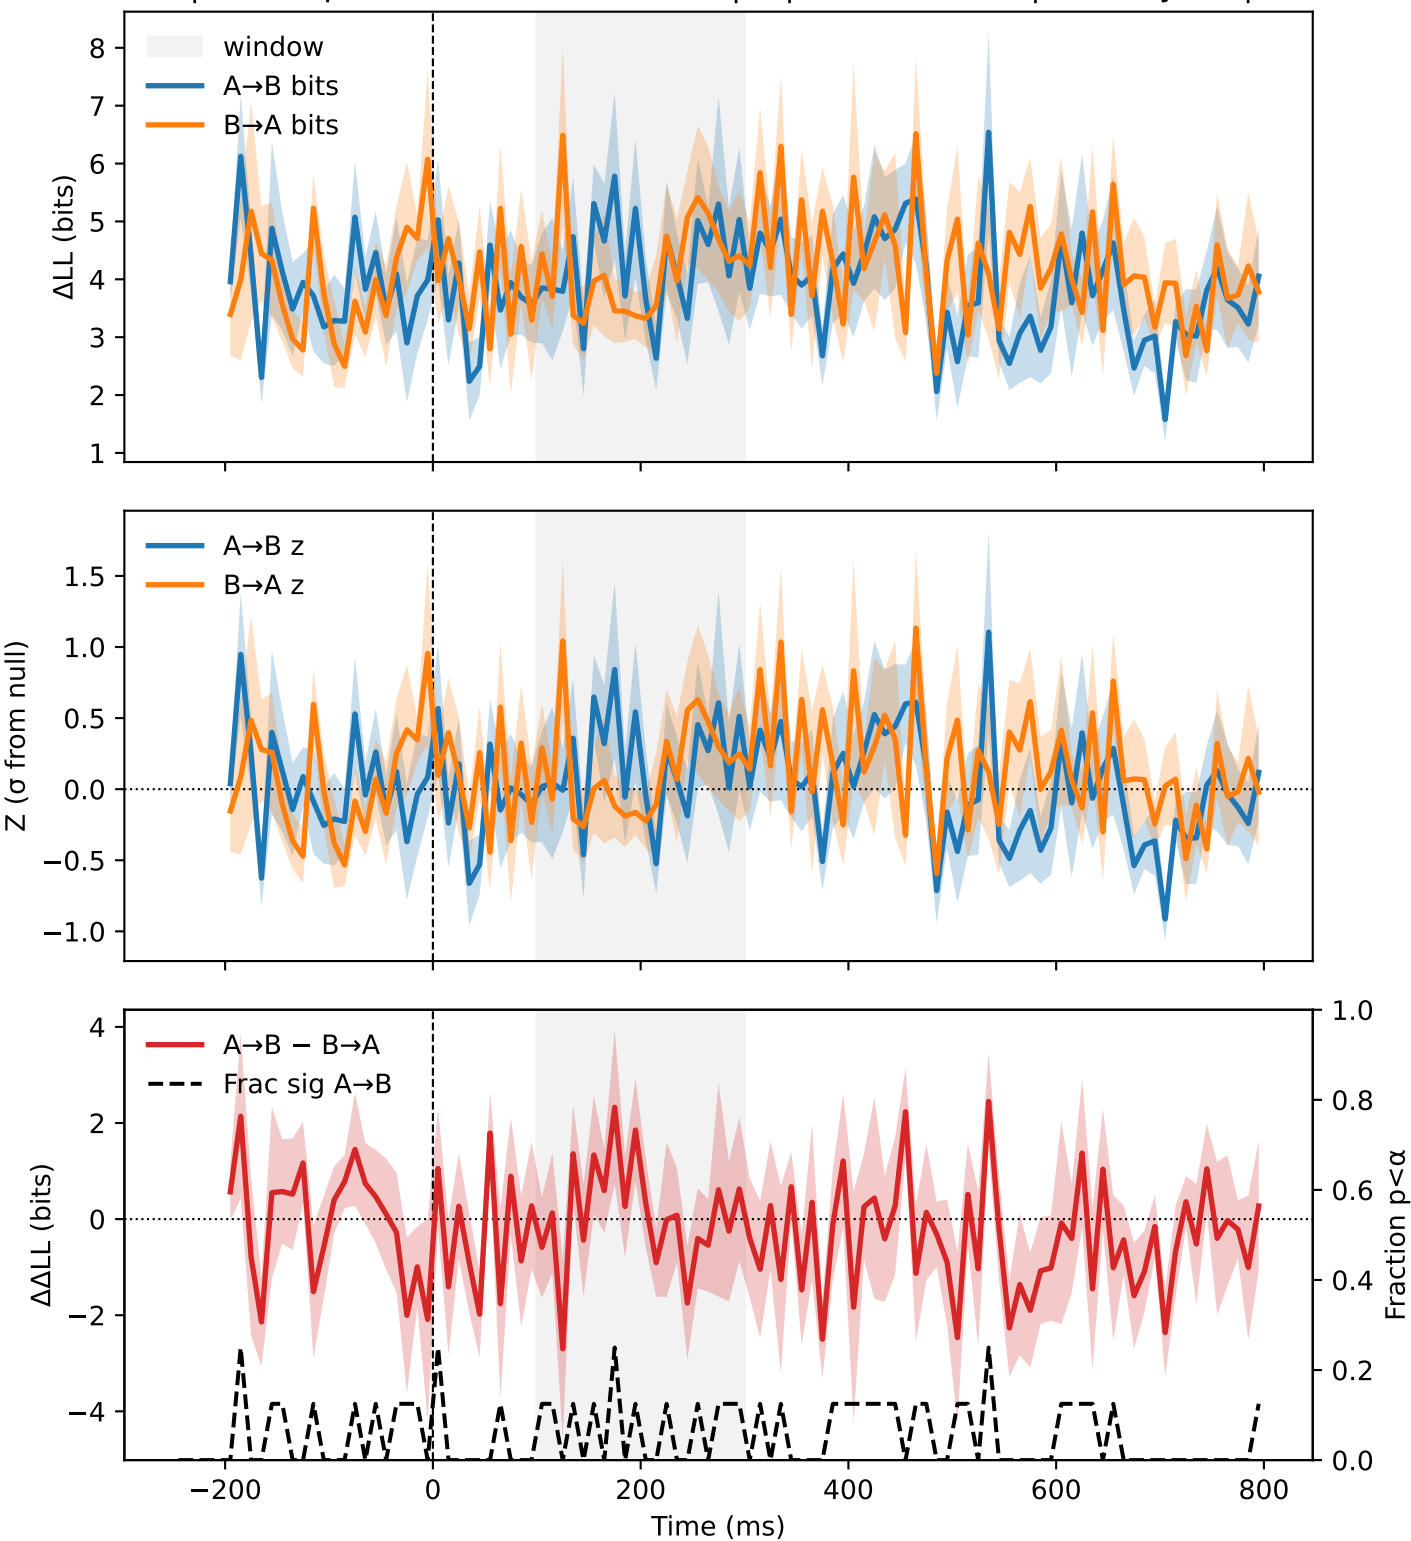 8
7
6
5
4
3
2
1
ΔLL (bits)
window
A→B bits
B→A bits
1.5
1.0
0.5
0.0
−0.5
−1.0
Z (σ from null)
A→B z
B→A z
4
2
0
−2
−4
ΔΔLL (bits)
A→B − B→A
Frac sig A→B
1.0
0.8
0.6
0.4
0.2
0.0
Fraction p<α
−200
0
200
400
600
800
Time (ms)